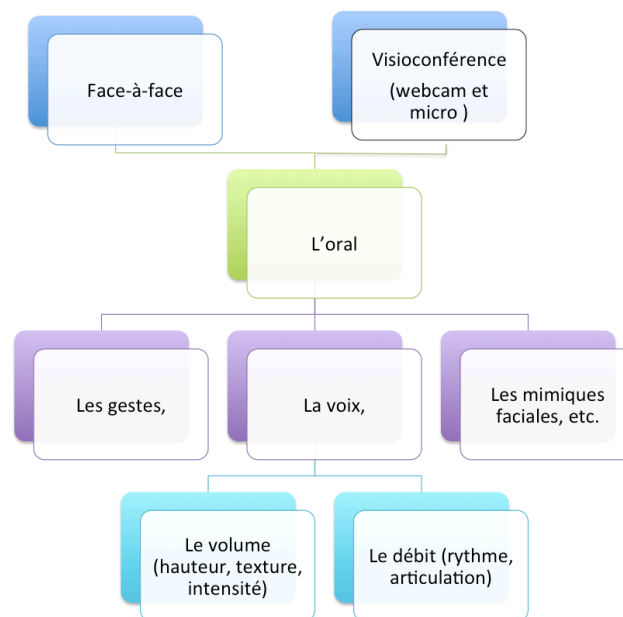 Face-à-face
Visioconférence
(webcam et
micro )
L’oral
Les gestes,
La voix,
Les mimiques
faciales, etc.
Le volume
(hauteur, texture,
intensité)
Le débit (rythme,
articulation)